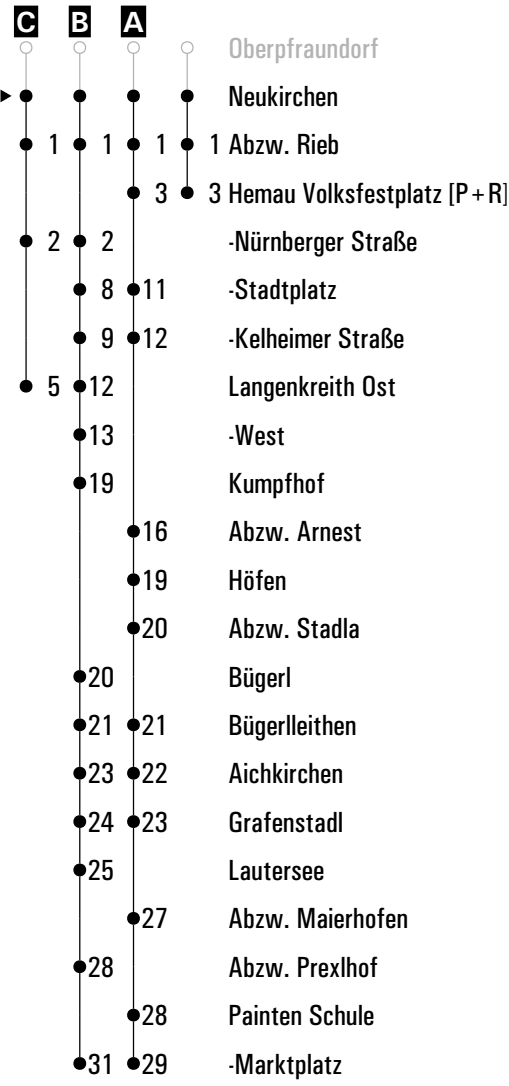 C B A
Oberpfraundorf
Neukirchen
1 1 1 1 Abzw. Rieb
3 3 Hemau Volksfestplatz [P+R]
2 2 -Nürnberger Straße
8 11 -Stadtplatz
9 12 -Kelheimer Straße
5 12 Langenkreith Ost
13 -West
19 Kumpfhof
16 Abzw. Arnest
19 Höfen
20 Abzw. Stadla
20 Bügerl
21 21 Bügerlleithen
23 22 Aichkirchen
24 23 Grafenstadl
25 Lautersee
27 Abzw. Maierhofen
28 Abzw. Prexlhof
28 Painten Schule
31 29 -Marktplatz